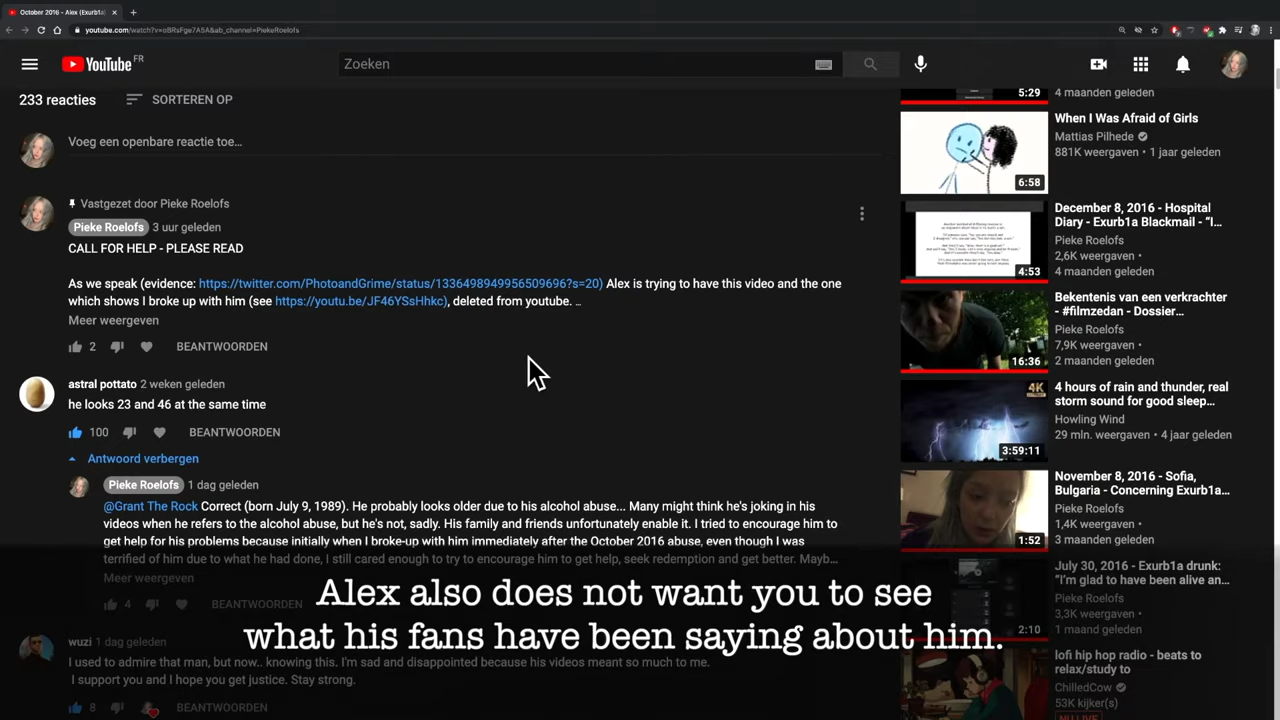 October 2016 - Alex (Exurb1a
youtube.com/watch?v=oBRsFge7A5A&ab_channel=PiekeRoelofs
YouTube FR
Zoeken
233 reacties
SORTEREN OP
Voeg een openbare reactie toe...
Vastgezet door Pieke Roelofs
Pieke Roelofs 3 uur geleden
CALL FOR HELP - PLEASE READ
As we speak (evidence: https://twitter.com/PhotoandGrime/status/1336498949956509696?s=20) Alex is trying to have this video and the one
which shows I broke up with him (see https://youtu.be/JF46YSsHhkc), deleted from youtube. ...
Meer weergeven
2 BEANTWOORDEN
astral pottato 2 weken geleden
he looks 23 and 46 at the same time
100 BEANTWOORDEN
Antwoord verbergen
Pieke Roelofs 1 dag geleden
@Grant The Rock Correct (born July 9, 1989). He probably looks older due to his alcohol abuse... Many might think he's joking in his
videos when he refers to the alcohol abuse, but he's not, sadly. His family and friends unfortunately enable it. I tried to encourage him to
get help for his problems because initially when I broke-up with him immediately after the October 2016 abuse, even though I was
terrified of him due to what he had done, I still cared enough to try to encourage him to get help, seek redemption and get better. Mayb...
Meer weergeven
4 BEANTWOORDEN
wuzi 1 dag geleden
I used to admire that man, but now.. knowing this. I'm sad and disappointed because his videos meant so much to me.
I support you and I hope you get justice. Stay strong.
8 BEANTWOORDEN
Alex also does not want you to see
what his fans have been saying about him.
5:29
4 maanden geleden
When I Was Afraid of Girls
Mattias Pilhede
881K weergaven • 1 jaar geleden
6:58
December 8, 2016 - Hospital
Diary - Exurb1a Blackmail - “I...
Pieke Roelofs
2,6K weergaven
4 maanden geleden
4:53
Bekentenis van een verkrachter
- #filmzedan - Dossier...
Pieke Roelofs
7,9K weergaven
2 maanden geleden
16:36
4 hours of rain and thunder, real
storm sound for good sleep...
Howling Wind
29 mln. weergaven • 4 jaar geleden
4K
3:59:11
November 8, 2016 - Sofia,
Bulgaria - Concerning Exurb1a...
Pieke Roelofs
1,4K weergaven
3 maanden geleden
1:52
July 30, 2016 - Exurb1a drunk:
“I'm glad to have been alive an...
Pieke Roelofs
3,3K weergaven
4 maanden geleden
2:10
lofi hip hop radio - beats to
relax/study to
ChilledCow
53K kijker(s)
NU LIVE